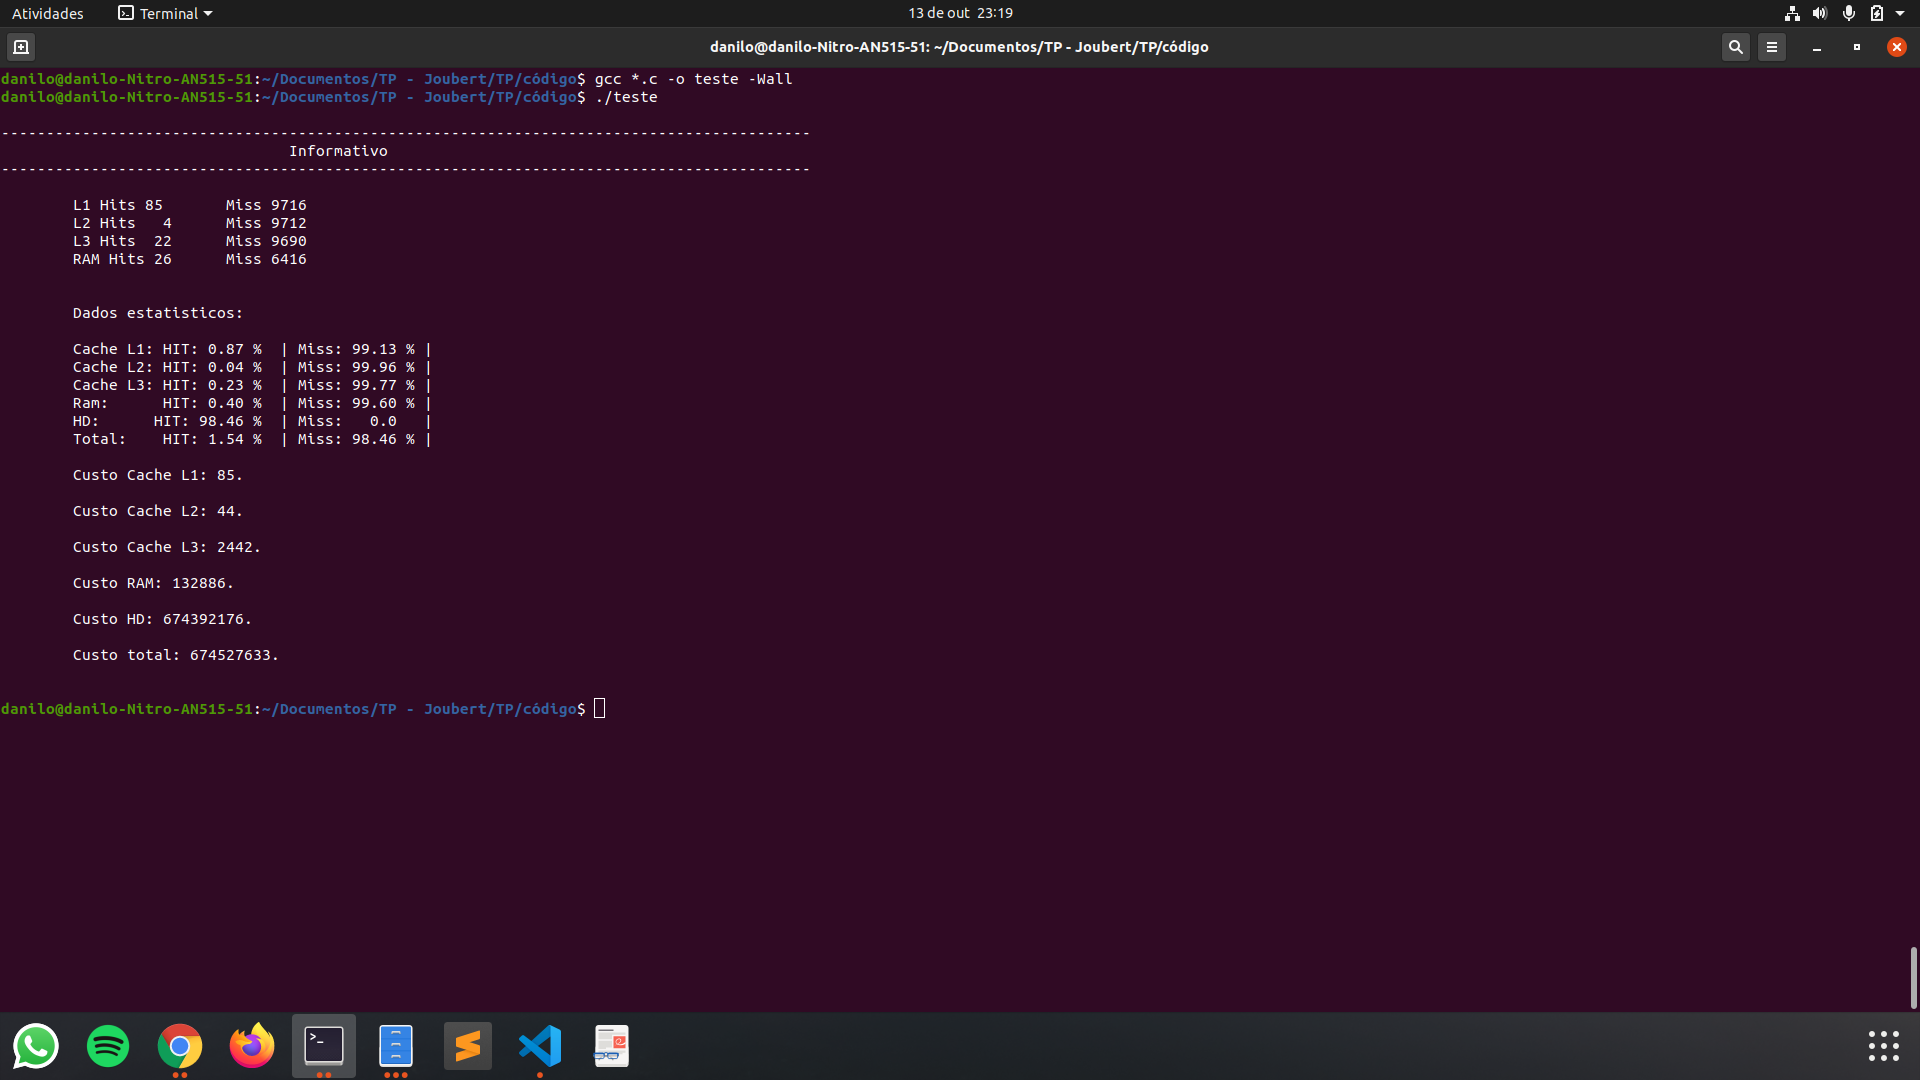 Atividades Terminal 13 de out 23:19
danilo@danilo-Nitro-AN515-51: ~/Documentos/TP - Joubert/TP/código
danilo@danilo-Nitro-AN515-51:~/Documentos/TP - Joubert/TP/código$ gcc *.c -o teste -Wall
danilo@danilo-Nitro-AN515-51:~/Documentos/TP - Joubert/TP/código$ ./teste
------------------------------------------------------------------------------------------
Informativo
------------------------------------------------------------------------------------------
L1 Hits 85 Miss 9716
L2 Hits 4 Miss 9712
L3 Hits 22 Miss 9690
RAM Hits 26 Miss 6416
Dados estatisticos:
Cache L1: HIT: 0.87 % | Miss: 99.13 % |
Cache L2: HIT: 0.04 % | Miss: 99.96 % |
Cache L3: HIT: 0.23 % | Miss: 99.77 % |
Ram: HIT: 0.40 % | Miss: 99.60 % |
HD: HIT: 98.46 % | Miss: 0.0 |
Total: HIT: 1.54 % | Miss: 98.46 % |
Custo Cache L1: 85.
Custo Cache L2: 44.
Custo Cache L3: 2442.
Custo RAM: 132886.
Custo HD: 674392176.
Custo total: 674527633.
danilo@danilo-Nitro-AN515-51:~/Documentos/TP - Joubert/TP/código$